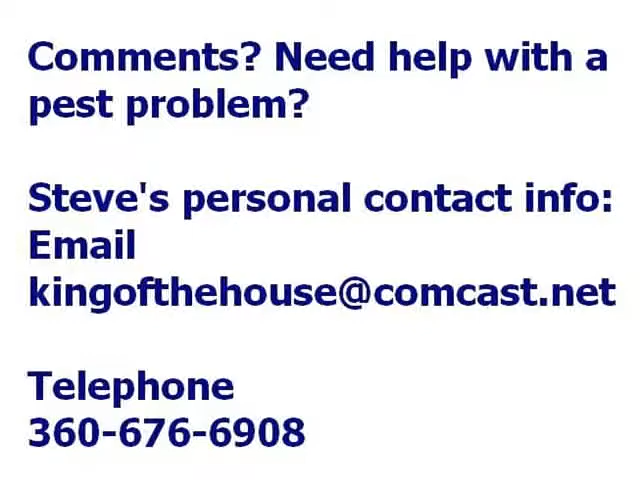 Comments? Need help with a
pest problem?
Steve's personal contact info:
Email
kingofthehouse@comcast.net
Telephone
360-676-6908